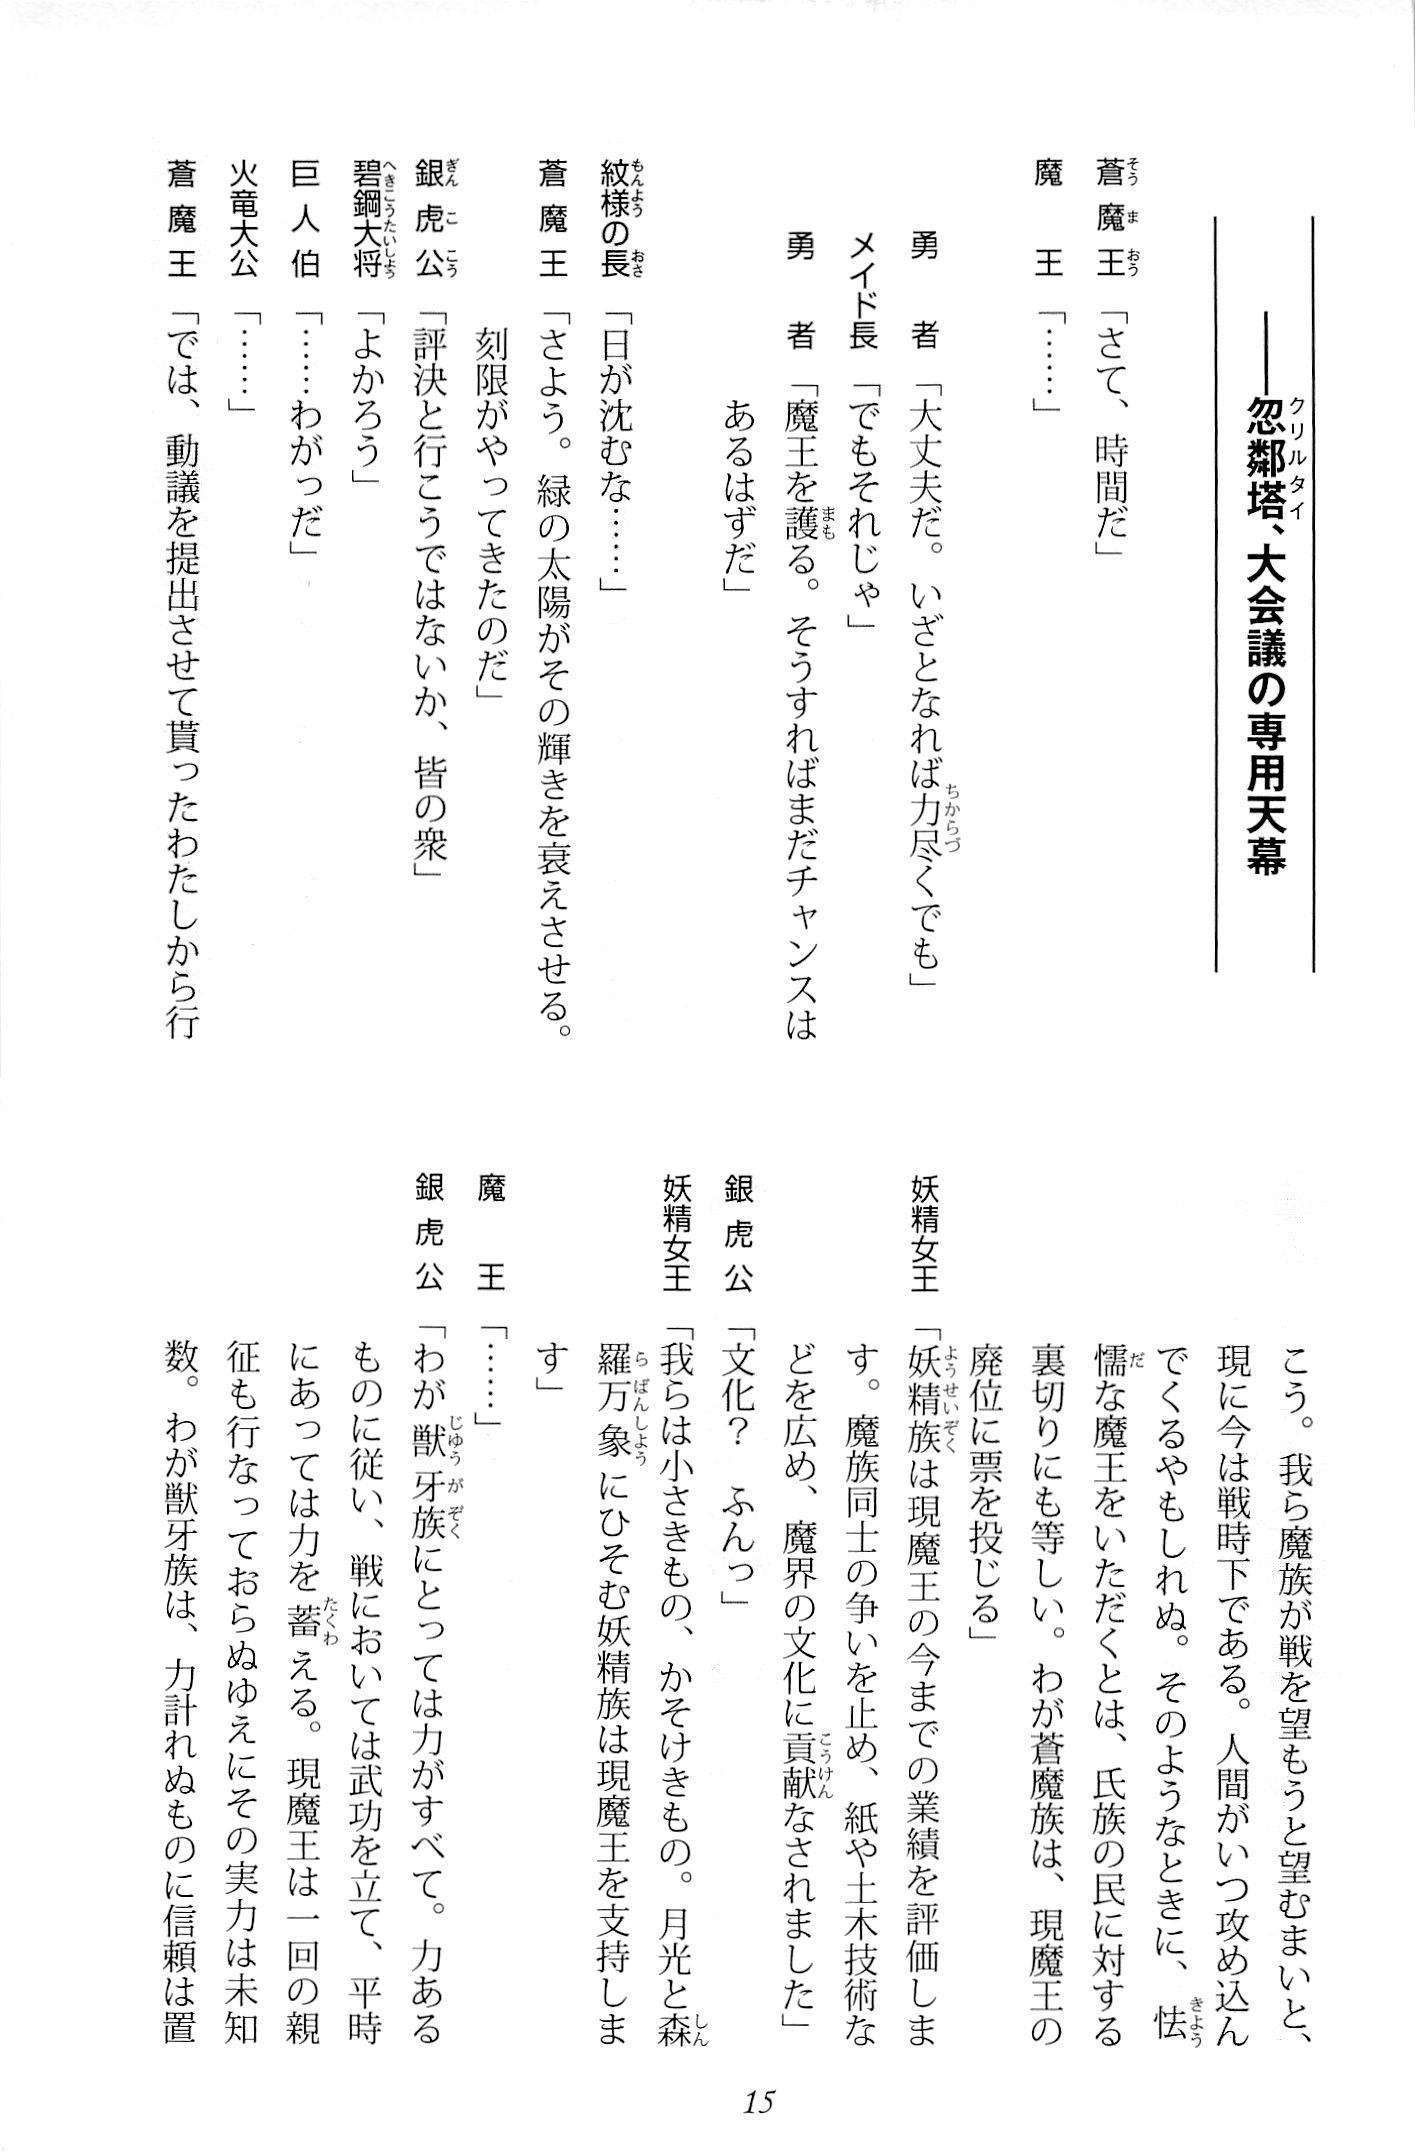 ――忽鄰塔、大会議の専用天幕
蒼魔王「さて、時間だ」
魔王「……」
勇者「大丈夫だ。いざとなれば力尽くでも」
メイド長「でもそれじゃ」
勇者「魔王を護る。そうすればまだチャンスは
あるはずだ」
紋様の長「日が沈むな……」
蒼魔王「さよう。緑の太陽がその輝きを衰えさせる。
刻限がやってきたのだ」
銀虎公「評決と行こうではないか、皆の衆」
碧鋼大将「よかろう」
巨人伯「……わがっだ」
火竜大公「……」
蒼魔王「では、動議を提出させて貰ったわたしから行
こう。我ら魔族が戦を望もうと望むまいと、
現に今は戦時下である。人間がいつ攻め込ん
でくるやもしれぬ。そのようなときに、怯
懦な魔王をいただくとは、氏族の民に対する
裏切りにも等しい。わが蒼魔族は、現魔王の
廃位に票を投じる」
妖精女王「妖精族は現魔王の今までの業績を評価しま
す。魔族同士の争いを止め、紙や土木技術な
どを広め、魔界の文化に貢献なされました」
銀虎公「文化？　ふんっ」
妖精女王「我らは小さきもの、かそけきもの。月光と森
羅万象にひそむ妖精族は現魔王を支持しま
す」
魔王「……」
銀虎公「わが獣牙族にとっては力がすべて。力ある
ものに従い、戦においては武功を立て、平時
にあっては力を蓄える。現魔王は一回の親
征も行なっておらぬゆえにその実力は未知
数。わが獣牙族は、力計れぬものに信頼は置
15